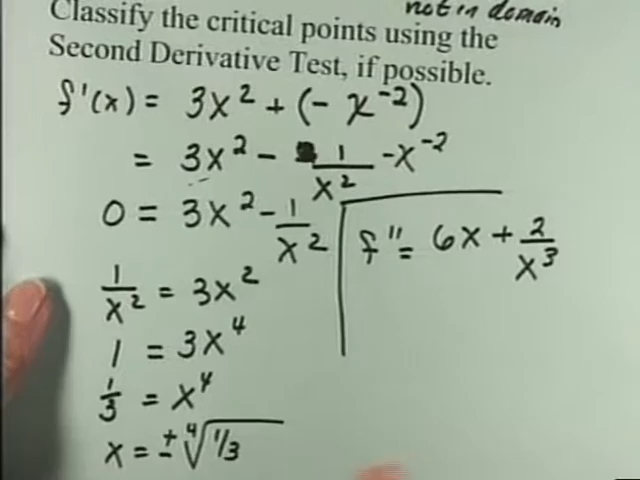 not in domain
Classify the critical points using the
Second Derivative Test, if possible.
f'(x) = 3x² + (- x⁻²)
= 3x² - 1/x² -x⁻²
0 = 3x² - 1/x²
f'' = 6x + 2/x³
1/x² = 3x²
1 = 3x⁴
1/3 = x⁴
x = ± ⁴√1/3